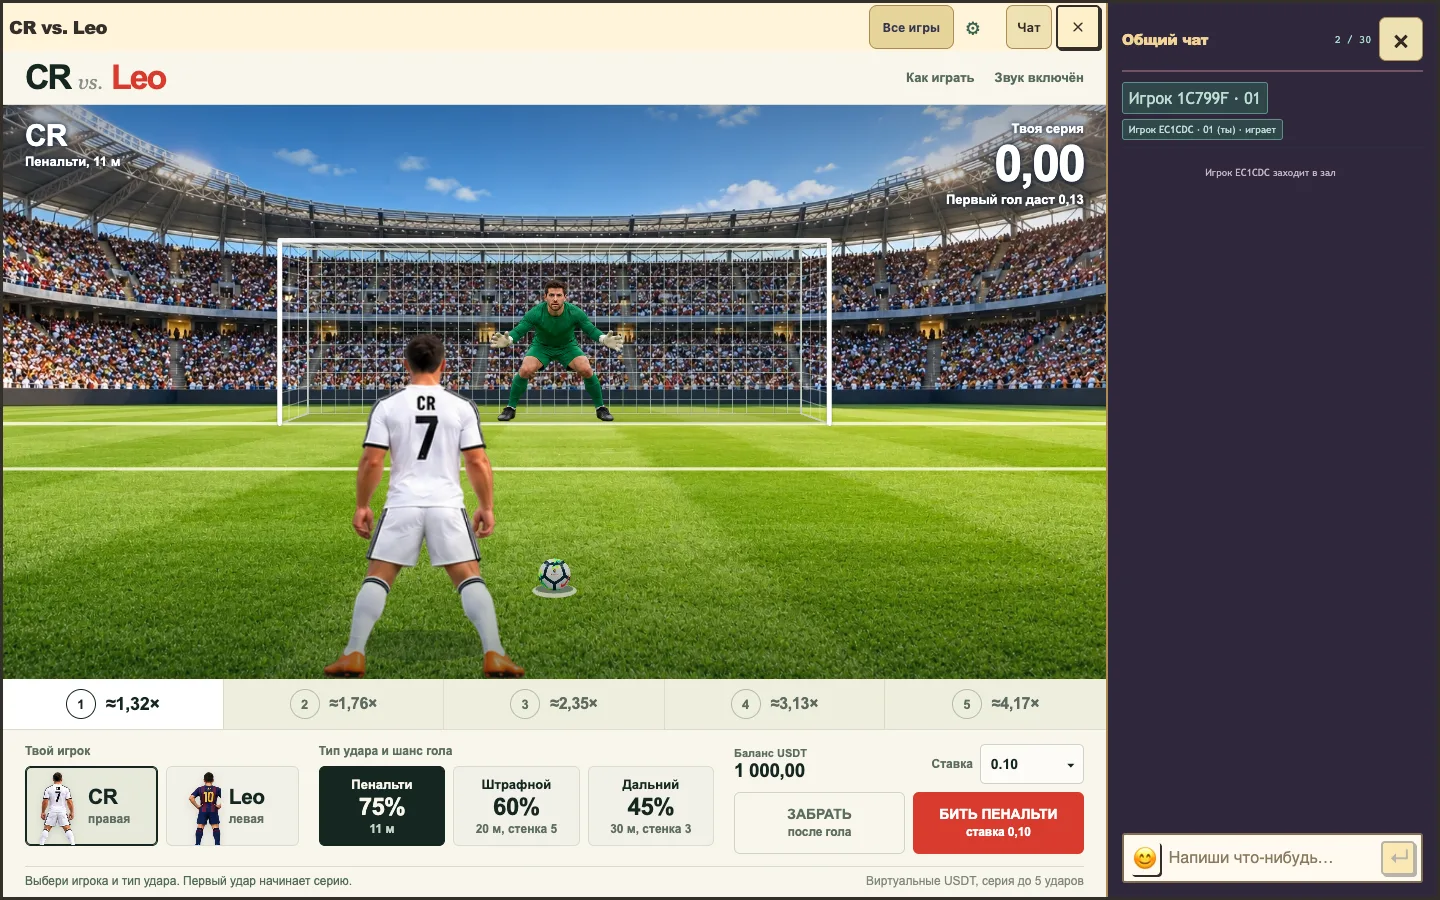 CR vs. Leo
Все игры
Чат
CR vs. Leo
Как играть
Звук включён
CR
Пенальти, 11 м
Твоя серия
0,00
Первый гол даст 0,13
CR
7
1 ≈1,32×
2 ≈1,76×
3 ≈2,35×
4 ≈3,13×
5 ≈4,17×
Твой игрок
7
CR
правая
10
Leo
левая
Тип удара и шанс гола
Пенальти
75%
11 м
Штрафной
60%
20 м, стенка 5
Дальний
45%
30 м, стенка 3
Баланс USDT
1 000,00
Ставка
0.10
ЗАБРАТЬ
после гола
БИТЬ ПЕНАЛЬТИ
ставка 0,10
Выбери игрока и тип удара. Первый удар начинает серию.
Виртуальные USDT, серия до 5 ударов
Общий чат
2 / 30
Игрок 1C799F · 01
Игрок EC1CDC · 01 (ты) · играет
Игрок EC1CDC заходит в зал
Напиши что-нибудь...